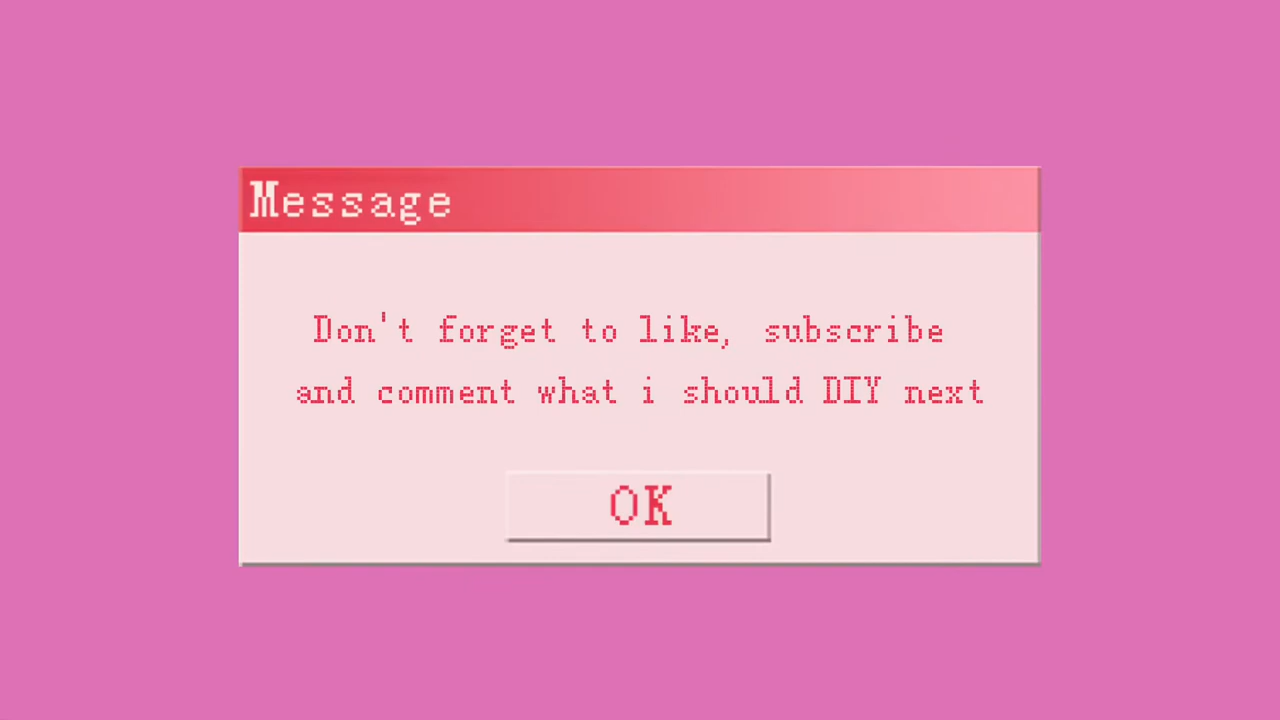 Message
Don't forget to like, subscribe
and comment what i should DIY next
OK